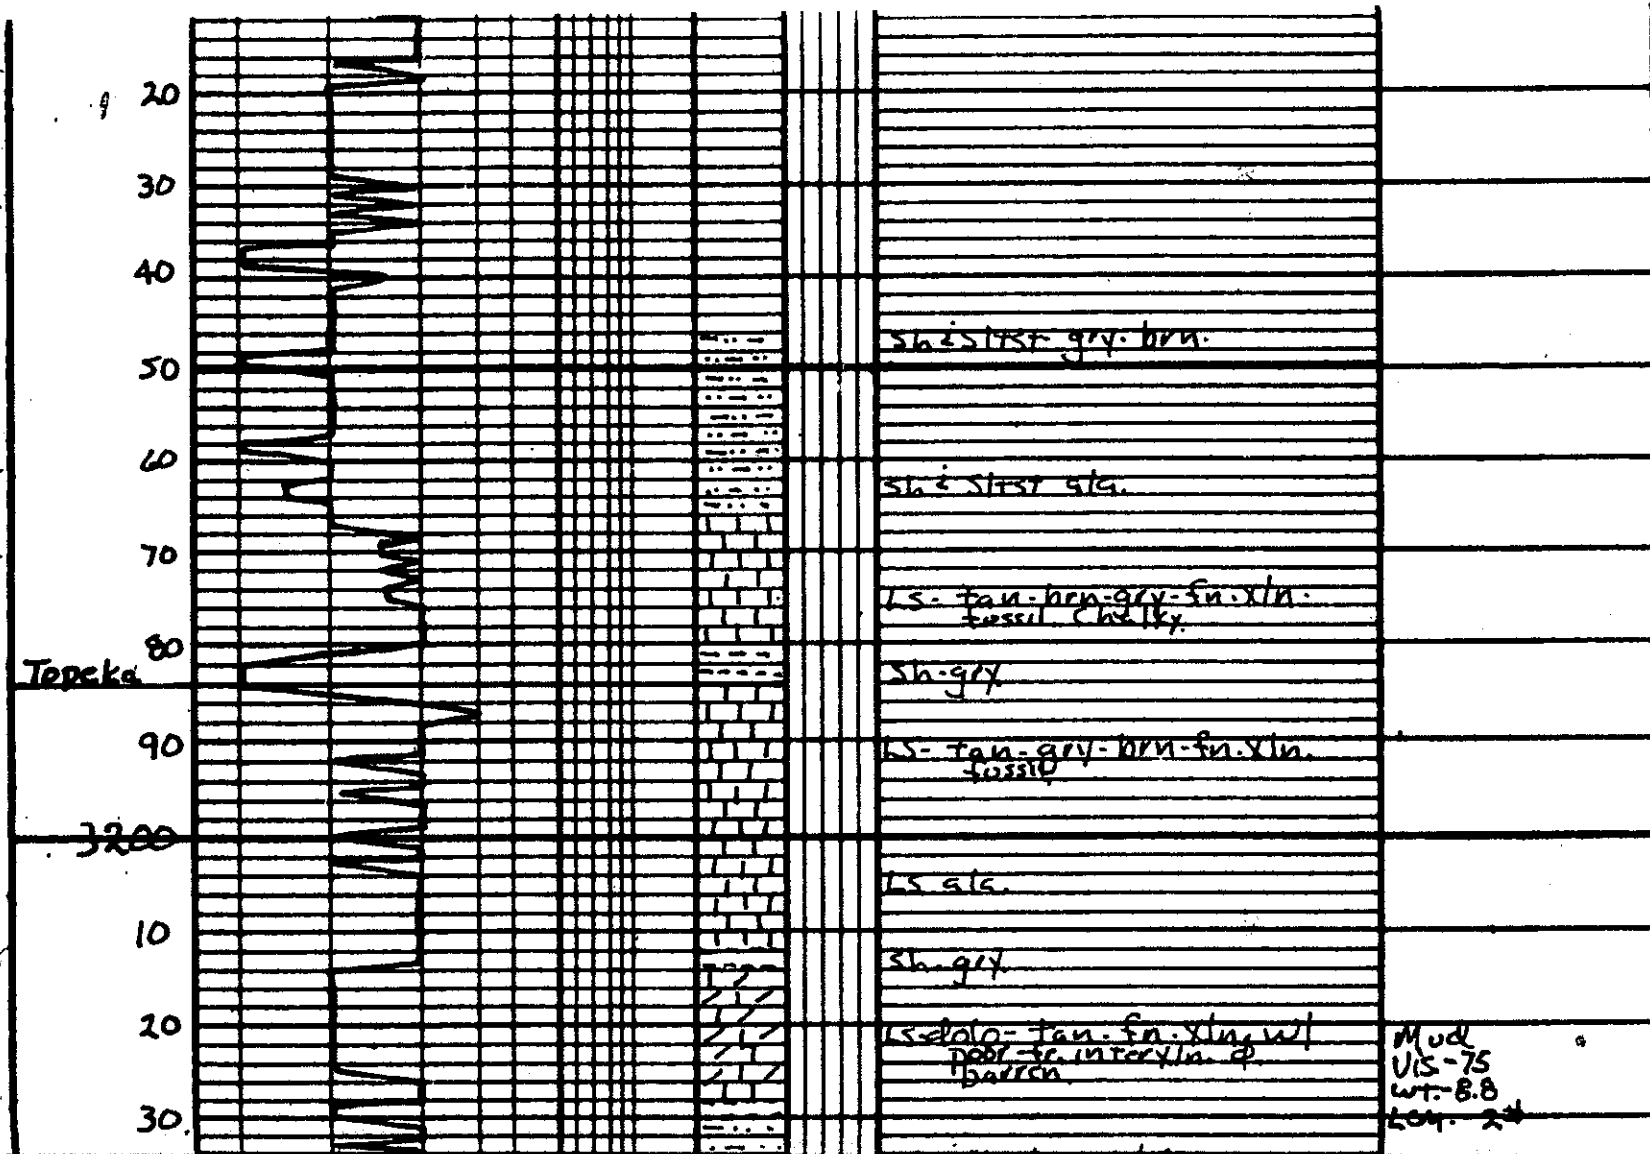 20
30
40
Sh & Sltst gry. brn.
50
60
Sh & Sltst a/a.
70
LS- tan-brn-gry-fn.xln.
fossil. Chalky.
80
Topeka
Sh-gry
90
LS- tan-gry-brn-fn.xln.
fossil
3200
LS a/a.
10
Sh-gry
20
LS-dolo- tan-fn.xln. w/
poor-fr. interxln. φ
barren.
Mud
Vis-75
wt.-8.8
LCM- 2#
30